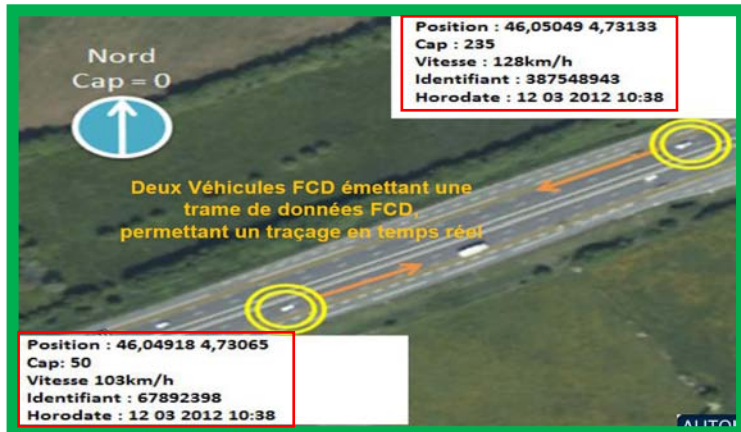 Position : 46,05049 4,73133
Cap : 235
Vitesse : 128km/h
Identifiant : 387548943
Horodate : 12 03 2012 10:38
Nord
Cap = 0
Deux Véhicules FCD émettant une
trame de données FCD,
permettant un traçage en temps réel
Position : 46,04918 4,73065
Cap: 50
Vitesse 103km/h
Identifiant : 67892398
Horodate : 12 03 2012 10:38